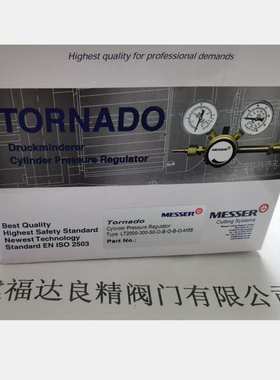 Highest quality for professional demands
TORNADO
Druckminderer
Cylinder Pressure Regulator
Best Quality
Highest Safety Standard
Newest Technology
Standard EN ISO 2503
Tornado
MESSER
Cylinder Pressure Regulator
Part No.:
MESSER
Cutting Systems
福达良精阀门有限公